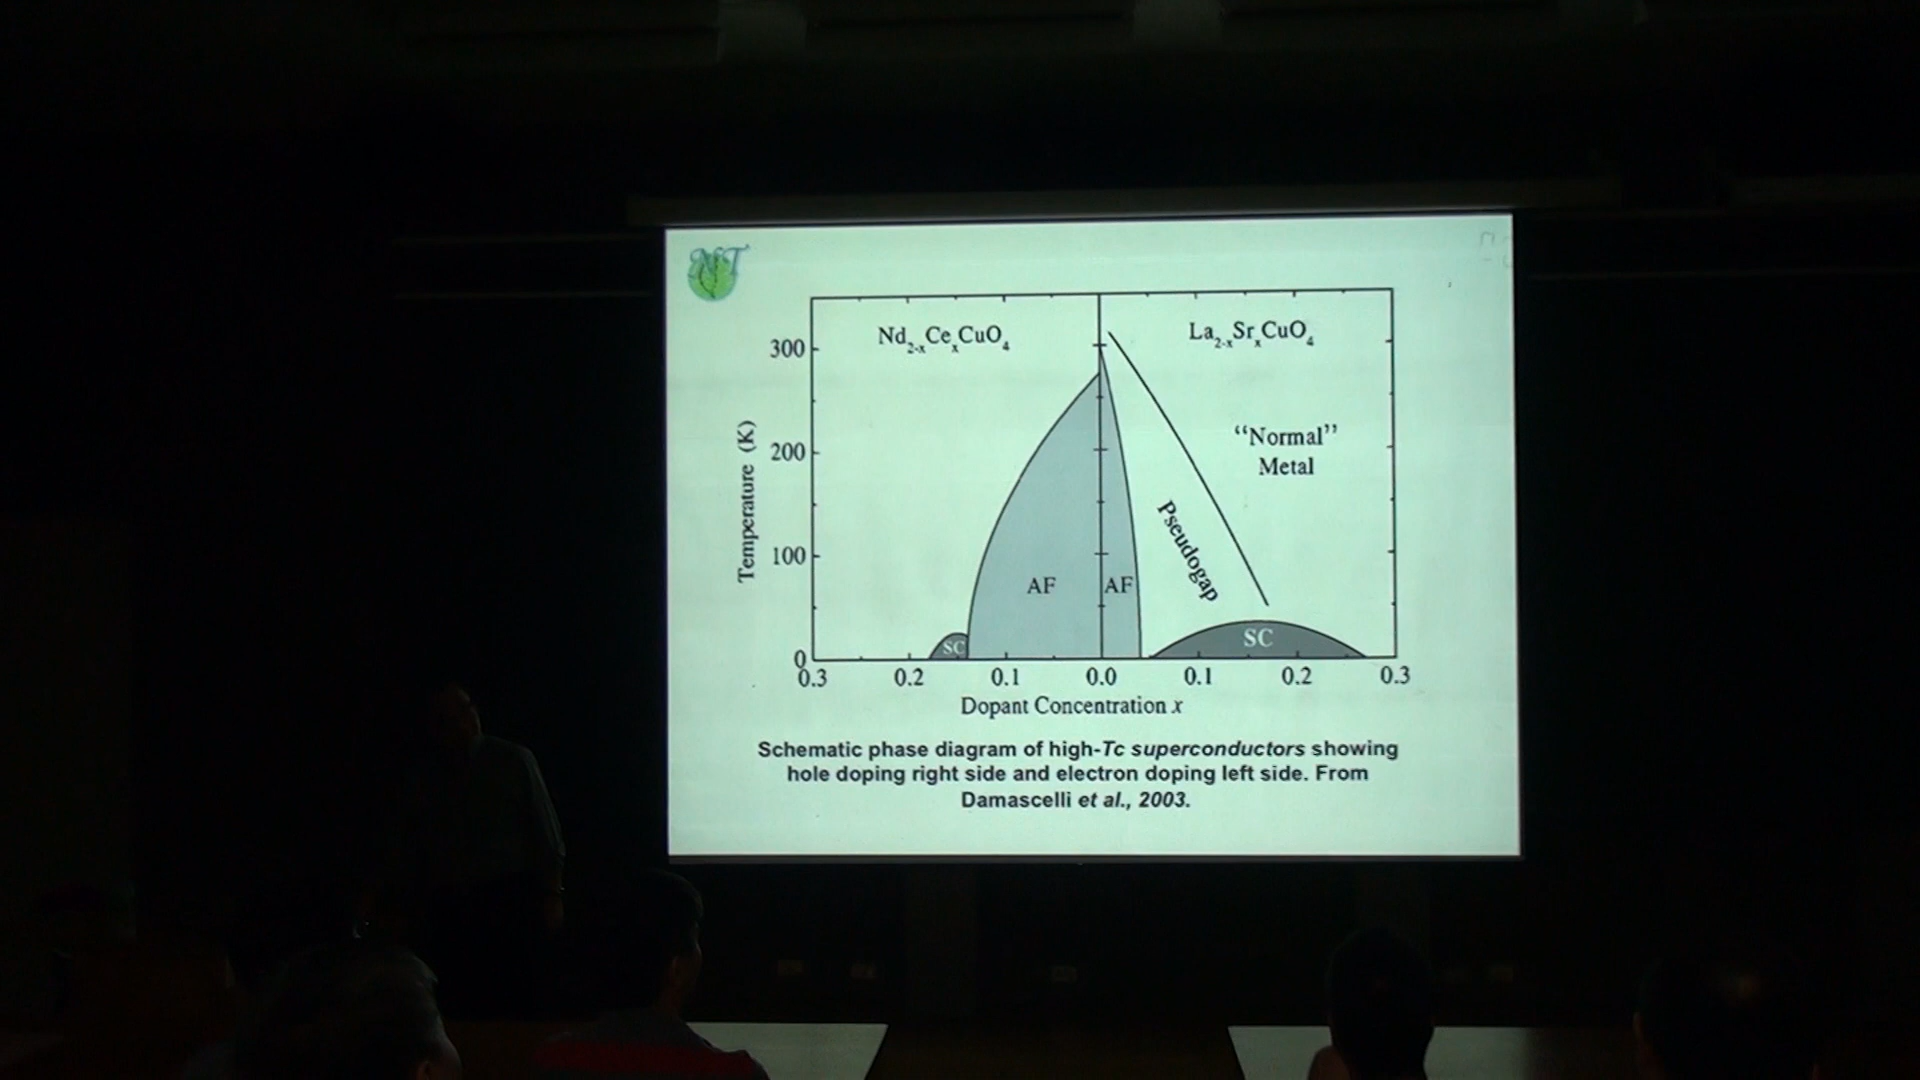 NT
Nd2-xCexCuO4
La2-xSrxCuO4
300
200
100
0
Temperature (K)
“Normal”
Metal
Pseudogap
AF
AF
SC
SC
0.3
0.2
0.1
0.0
0.1
0.2
0.3
Dopant Concentration x
Schematic phase diagram of high-Tc superconductors showing
hole doping right side and electron doping left side. From
Damascelli et al., 2003.